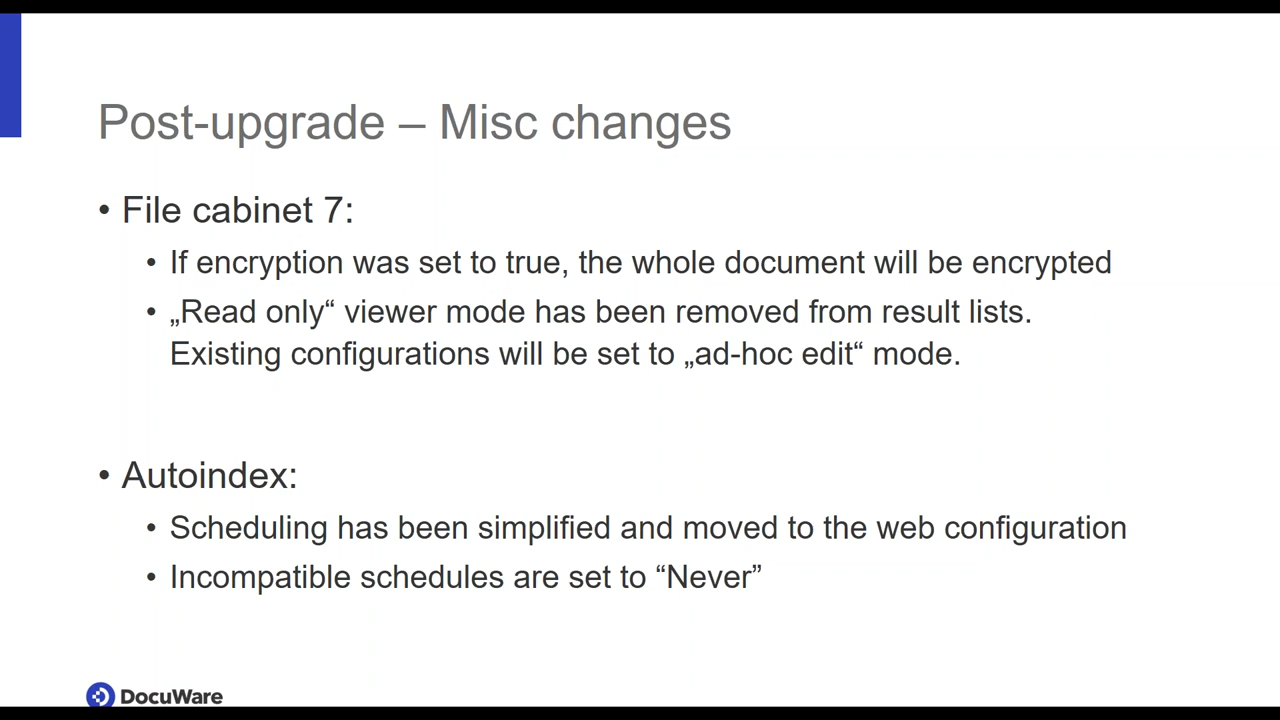 Post-upgrade – Misc changes
• File cabinet 7:
• If encryption was set to true, the whole document will be encrypted
• „Read only“ viewer mode has been removed from result lists.
Existing configurations will be set to „ad-hoc edit“ mode.
• Autoindex:
• Scheduling has been simplified and moved to the web configuration
• Incompatible schedules are set to “Never”
DocuWare